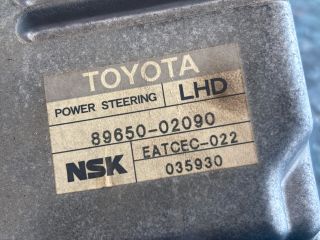 TOYOTA
POWER STEERING LHD
89650-02090
NSK EATCEC-022
035930